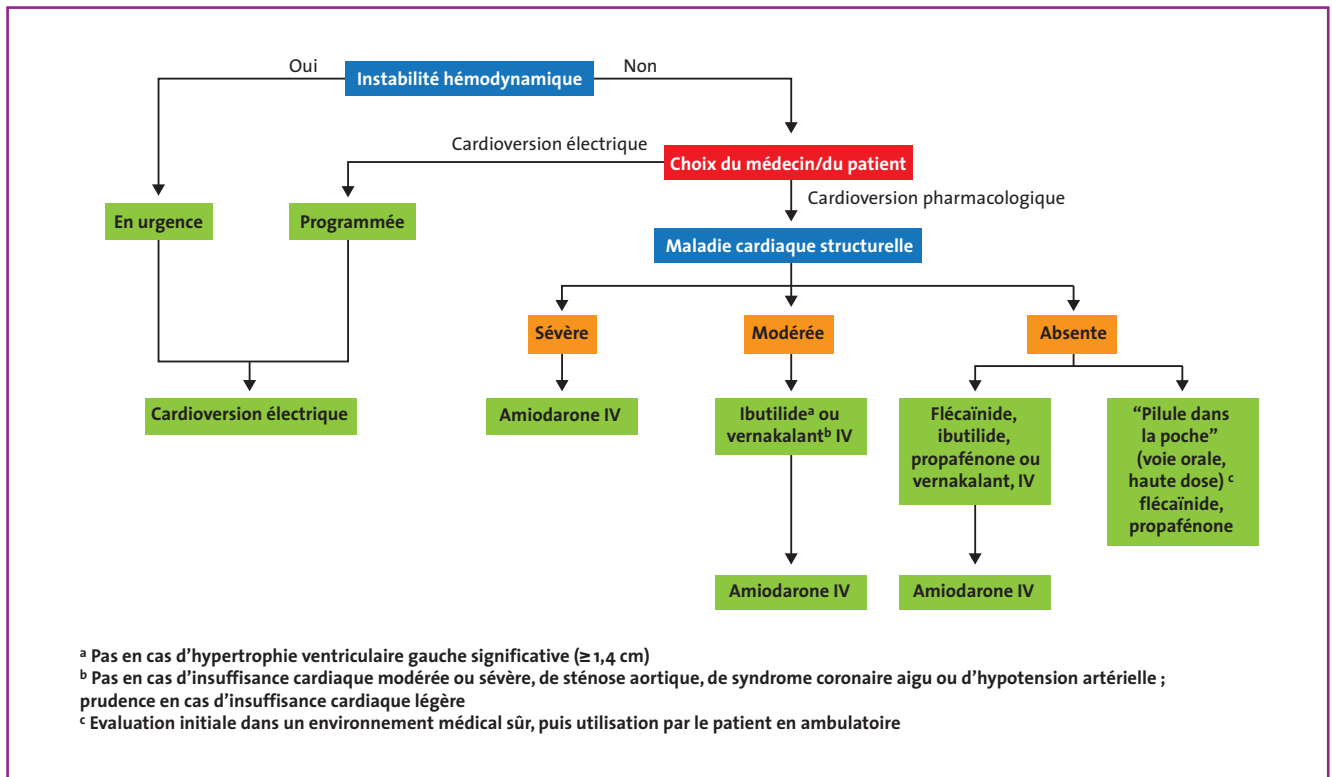 Oui
Instabilité hémodynamique
Non
Cardioversion électrique
Choix du médecin/du patient
Cardioversion pharmacologique
En urgence
Programmée
Maladie cardiaque structurelle
Sévère
Modérée
Absente
Cardioversion électrique
Amiodarone IV
Ibutilideᵃ ou
vernakalantᵇ IV
Flécaïnide,
ibutilide,
propafénone ou
vernakalant, IV
“Pilule dans
la poche”
(voie orale,
haute dose) ᶜ
flécaïnide,
propafénone
Amiodarone IV
Amiodarone IV
ᵃ Pas en cas d’hypertrophie ventriculaire gauche significative (≥ 1,4 cm)
ᵇ Pas en cas d’insuffisance cardiaque modérée ou sévère, de sténose aortique, de syndrome coronaire aigu ou d’hypotension artérielle ;
prudence en cas d’insuffisance cardiaque légère
ᶜ Evaluation initiale dans un environnement médical sûr, puis utilisation par le patient en ambulatoire